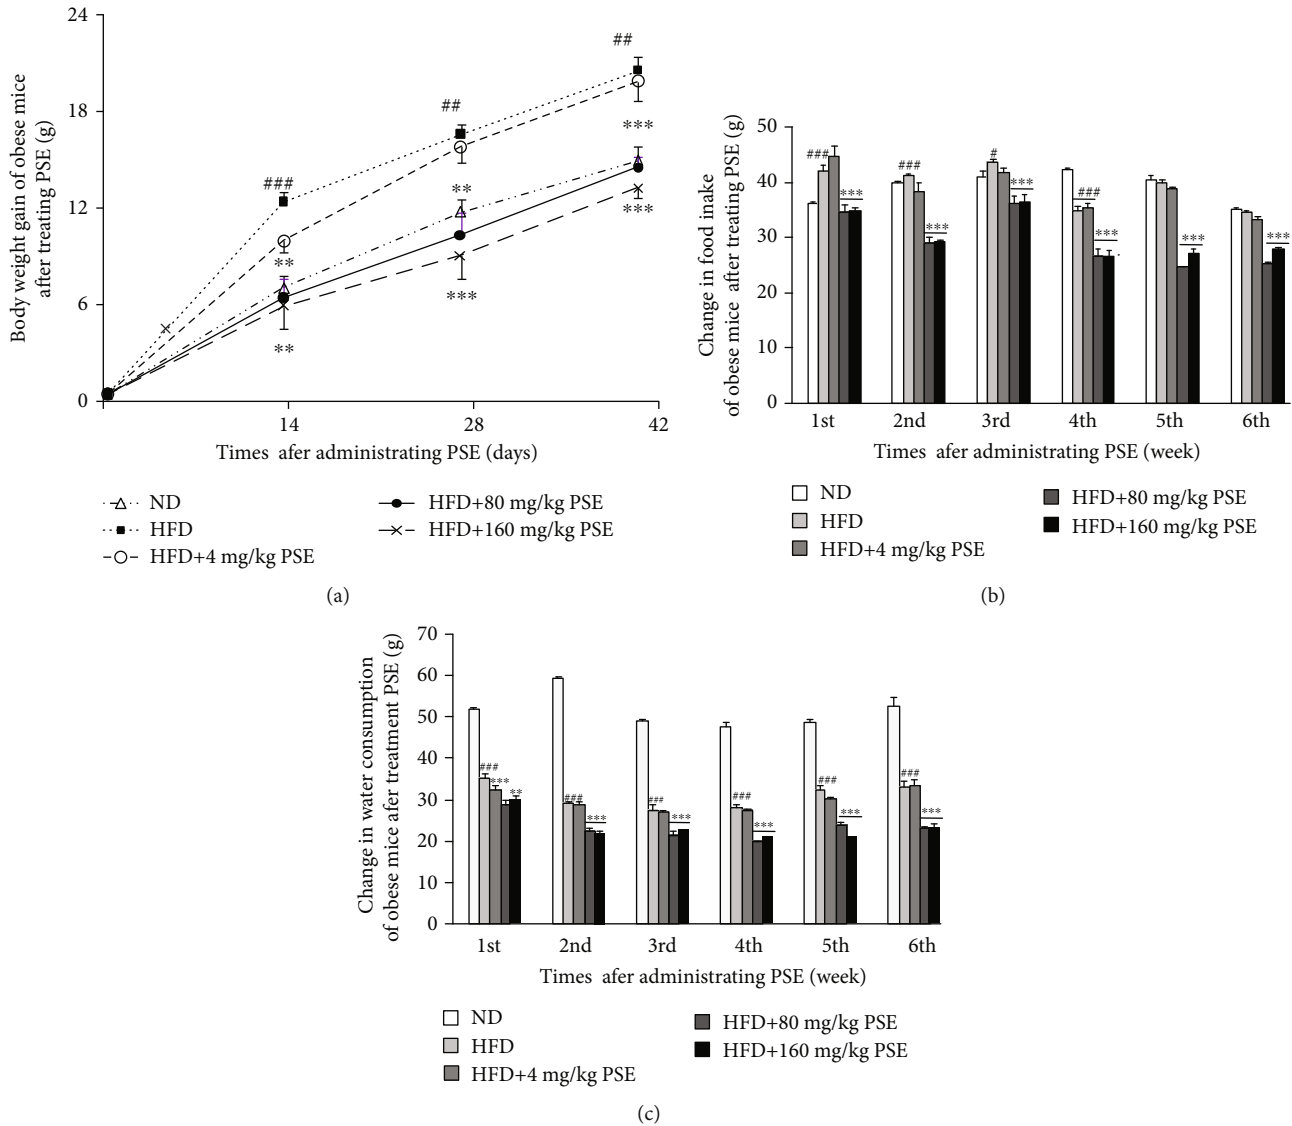 24
18
12
6
0
14
28
42
###
##
##
**
**
**
***
***
***
Body weight gain of obese mice
after treating PSE (g)
Times afer administrating PSE (days)
ND
HFD
HFD+4 mg/kg PSE
HFD+80 mg/kg PSE
HFD+160 mg/kg PSE
(a)
50
40
30
20
10
0
###
***
###
***
#
***
###
***
***
***
1st
2nd
3rd
4th
5th
6th
Change in food inake
of obese mice after treating PSE (g)
Times afer administrating PSE (week)
ND
HFD
HFD+4 mg/kg PSE
HFD+80 mg/kg PSE
HFD+160 mg/kg PSE
(b)
70
60
50
40
30
20
10
0
###
***
**
###
***
###
***
###
***
###
***
###
***
1st
2nd
3rd
4th
5th
6th
Change in water consumption
of obese mice afer treatment PSE (g)
Times afer administrating PSE (week)
ND
HFD
HFD+4 mg/kg PSE
HFD+80 mg/kg PSE
HFD+160 mg/kg PSE
(c)